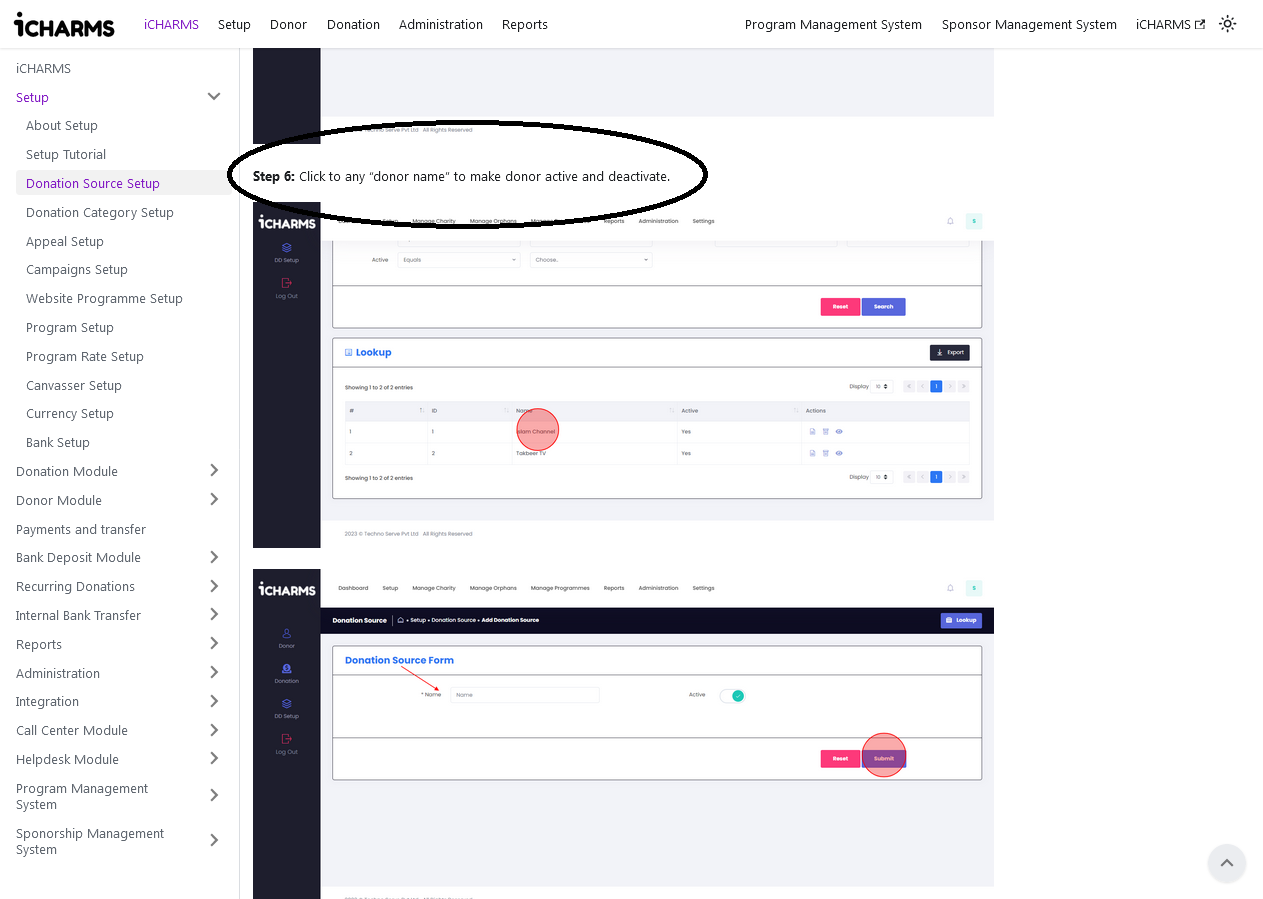 iCHARMS iCHARMS Setup Donor Donation Administration Reports Program Management System Sponsor Management System iCHARMS
iCHARMS
Setup
About Setup
Setup Tutorial
Donation Source Setup
Donation Category Setup
Appeal Setup
Campaigns Setup
Website Programme Setup
Program Setup
Program Rate Setup
Canvasser Setup
Currency Setup
Bank Setup
Donation Module
Donor Module
Payments and transfer
Bank Deposit Module
Recurring Donations
Internal Bank Transfer
Reports
Administration
Integration
Call Center Module
Helpdesk Module
Program Management
System
Sponorship Management
System
Techno Serve Pvt Ltd All Rights Reserved
Step 6: Click to any “donor name” to make donor active and deactivate.
iCHARMS Setup Manage Charity Manage Orphans Reports Administration Settings S
DD Setup
Log Out
Active Equals Choose..
Reset Search
Lookup Export
Showing 1 to 2 of 2 entries Display 10 « ‹ 1 › »
# ID Name Active Actions
1 1 Islam Channel Yes
2 2 Takbeer TV Yes
Showing 1 to 2 of 2 entries Display 10 « ‹ 1 › »
2023 © Techno Serve Pvt Ltd All Rights Reserved
iCHARMS Dashboard Setup Manage Charity Manage Orphans Manage Programmes Reports Administration Settings S
Donor
Donation
DD Setup
Log Out
Donation Source • Setup • Donation Source • Add Donation Source Lookup
Donation Source Form
* Name Name Active
Reset Submit